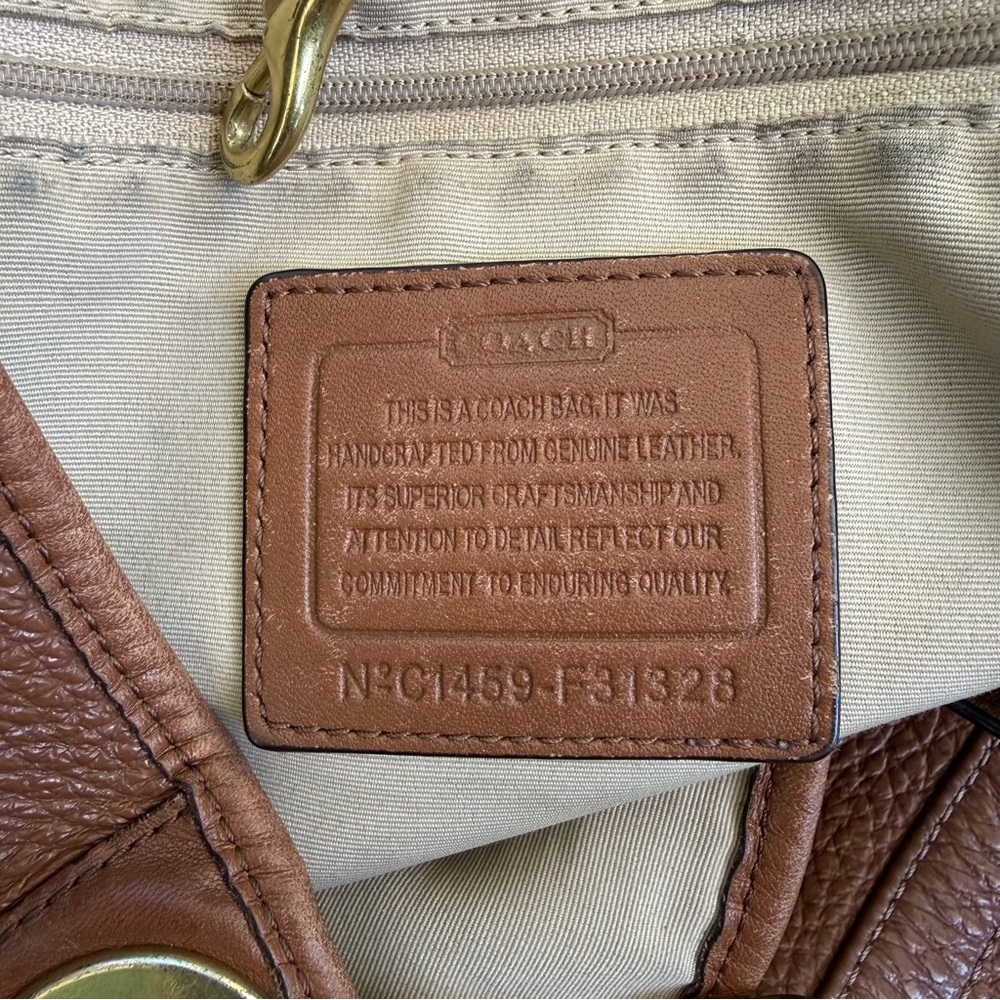 COACH
THIS IS A COACH BAG. IT WAS
HANDCRAFTED FROM GENUINE LEATHER.
ITS SUPERIOR CRAFTSMANSHIP AND
ATTENTION TO DETAIL REFLECT OUR
COMMITMENT TO ENDURING QUALITY.
Nº C1459-F31328